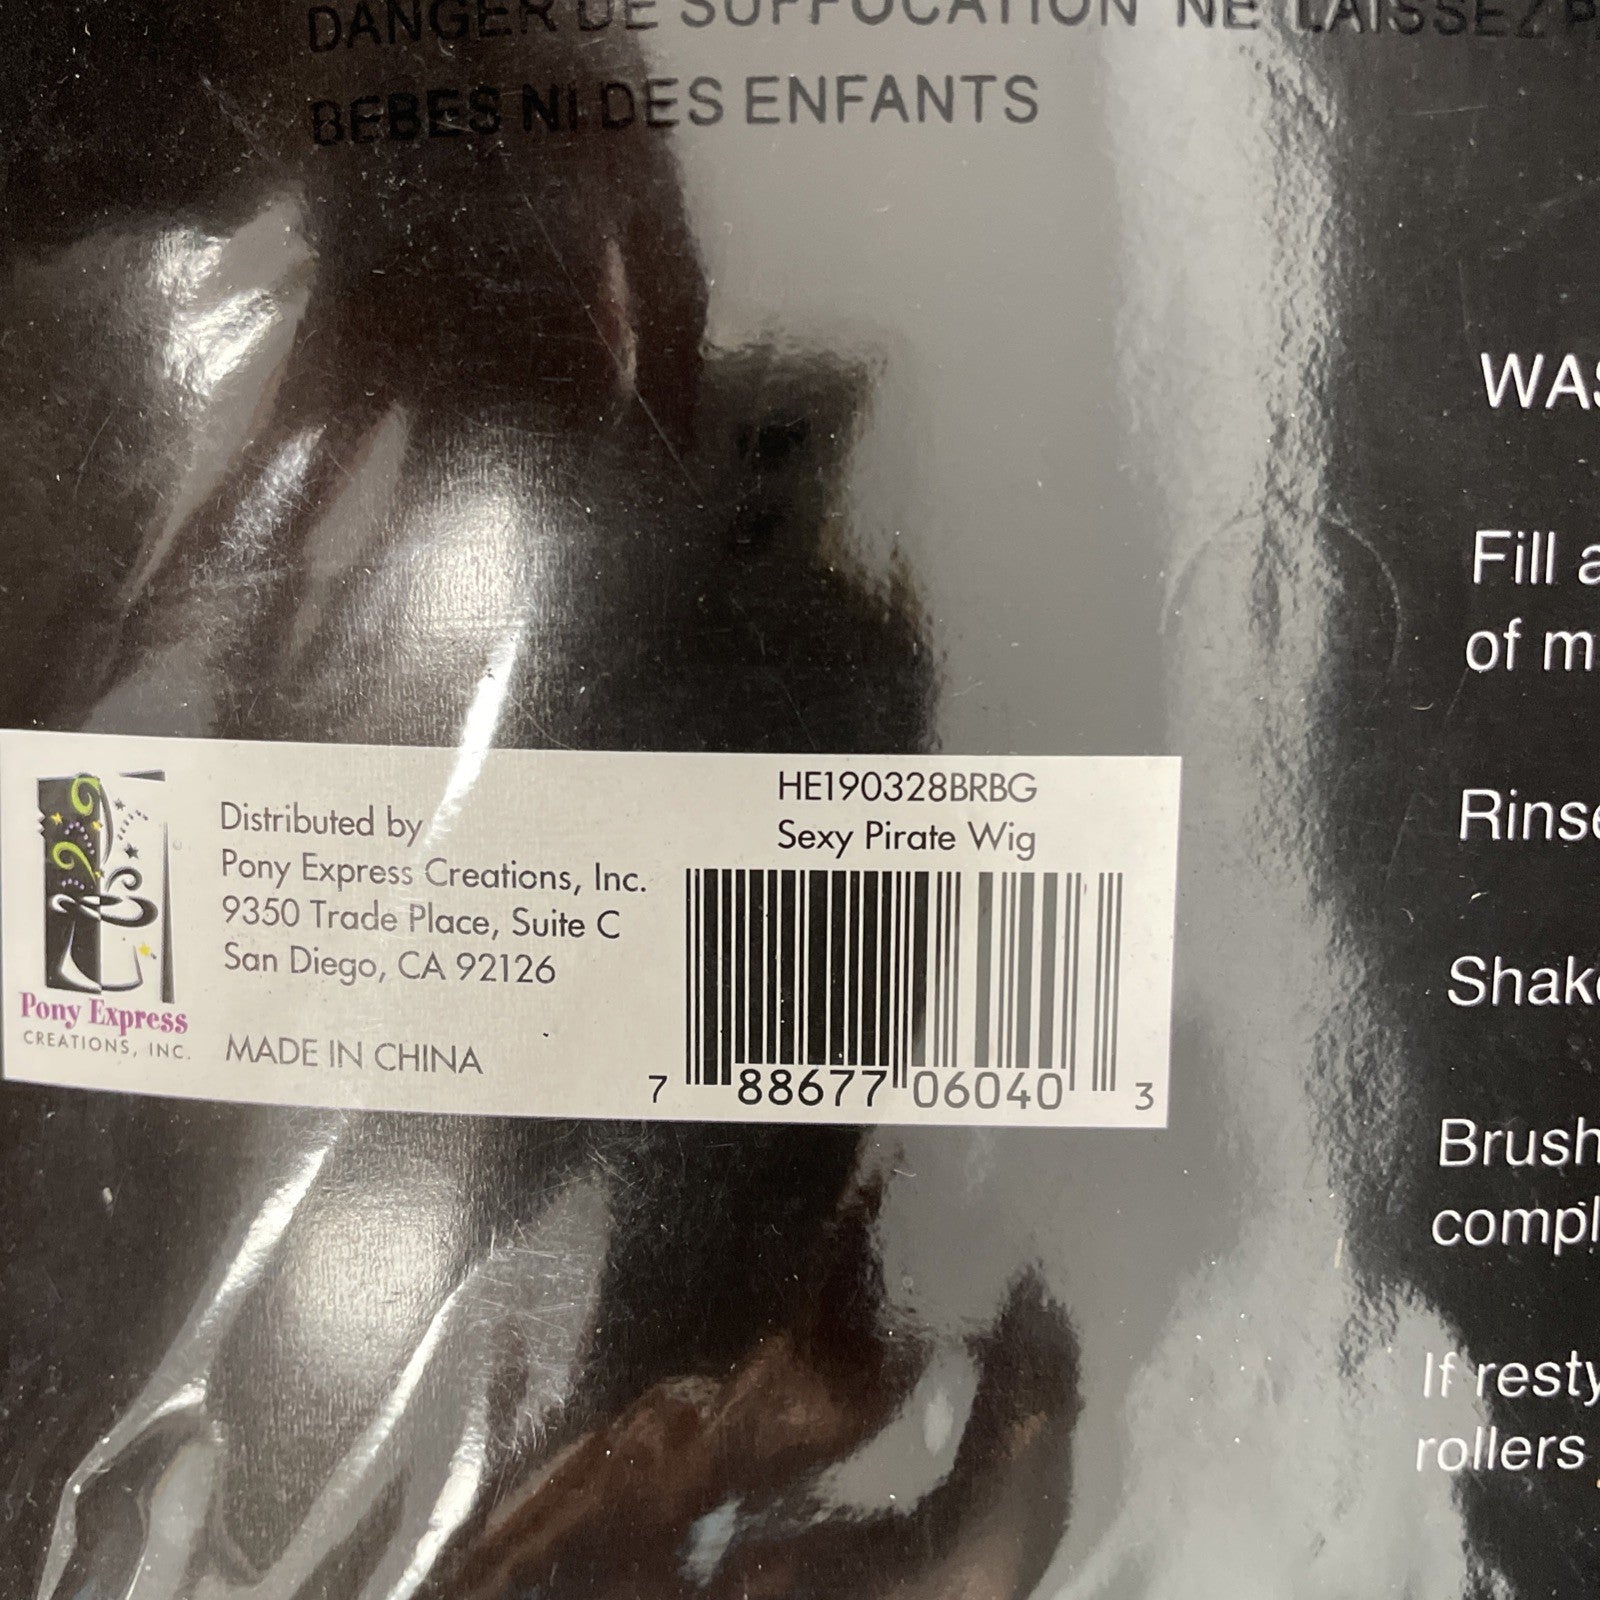 DANGER DE SUFFOCATION NE LAISSEZ
BEBES NI DES ENFANTS
WAS
Fill a
of m
Rinse
Shake
Brush
compl
If resty
rollers
HE190328BRBG
Sexy Pirate Wig
Distributed by
Pony Express Creations, Inc.
9350 Trade Place, Suite C
San Diego, CA 92126
MADE IN CHINA
Pony Express
CREATIONS, INC.
7 88677 06040 3